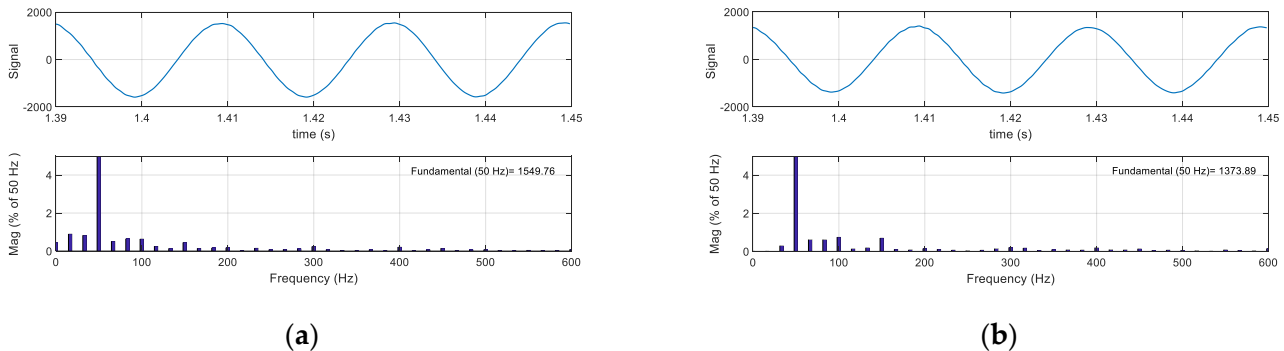 2000
0
-2000
Signal
1.39 1.4 1.41 1.42 1.43 1.44 1.45
time (s)
4
2
0
Mag (% of 50 Hz )
Fundamental (50 Hz)= 1549.76
0 100 200 300 400 500 600
Frequency (Hz)
(a)
2000
0
-2000
Signal
1.39 1.4 1.41 1.42 1.43 1.44 1.45
time (s)
4
2
0
Mag (% of 50 Hz)
Fundamental (50 Hz)= 1373.89
0 100 200 300 400 500 600
Frequency (Hz)
(b)